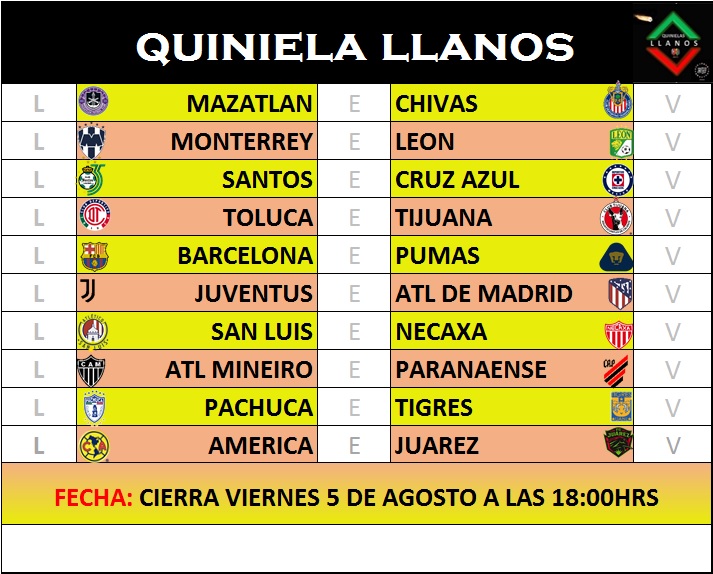 QUINIELA LLANOS
QUINIELAS
LLANOS
L MAZATLAN E CHIVAS V
L MONTERREY E LEON V
L SANTOS E CRUZ AZUL V
L TOLUCA E TIJUANA V
L BARCELONA E PUMAS V
L JUVENTUS E ATL DE MADRID V
L SAN LUIS E NECAXA V
L ATL MINEIRO E PARANAENSE V
L PACHUCA E TIGRES V
L AMERICA E JUAREZ V
FECHA: CIERRA VIERNES 5 DE AGOSTO A LAS 18:00HRS